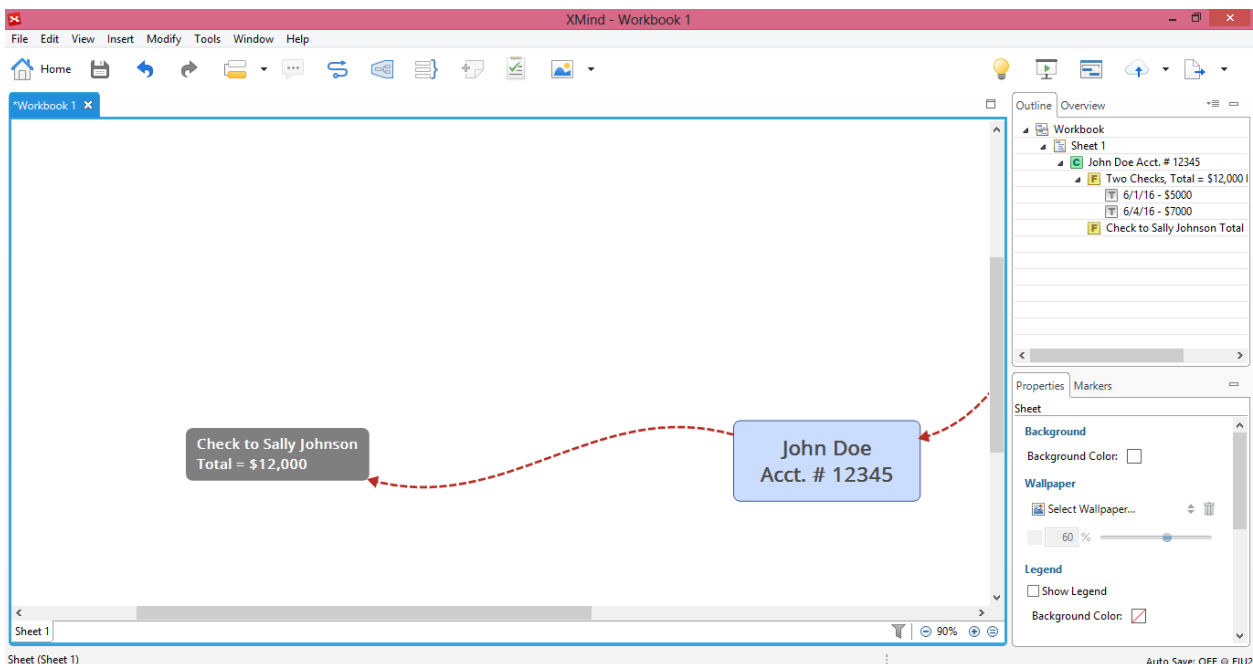 XMind - Workbook 1
File Edit View Insert Modify Tools Window Help
Home
*Workbook 1
Outline Overview
Workbook
Sheet 1
C John Doe Acct. # 12345
F Two Checks, Total = $12,000
T 6/1/16 - $5000
T 6/4/16 - $7000
F Check to Sally Johnson Total
Check to Sally Johnson
Total = $12,000
John Doe
Acct. # 12345
Properties Markers
Sheet
Background
Background Color:
Wallpaper
Select Wallpaper...
60 %
Legend
Show Legend
Background Color:
Sheet 1
90%
Sheet (Sheet 1)
Auto Save: OFF